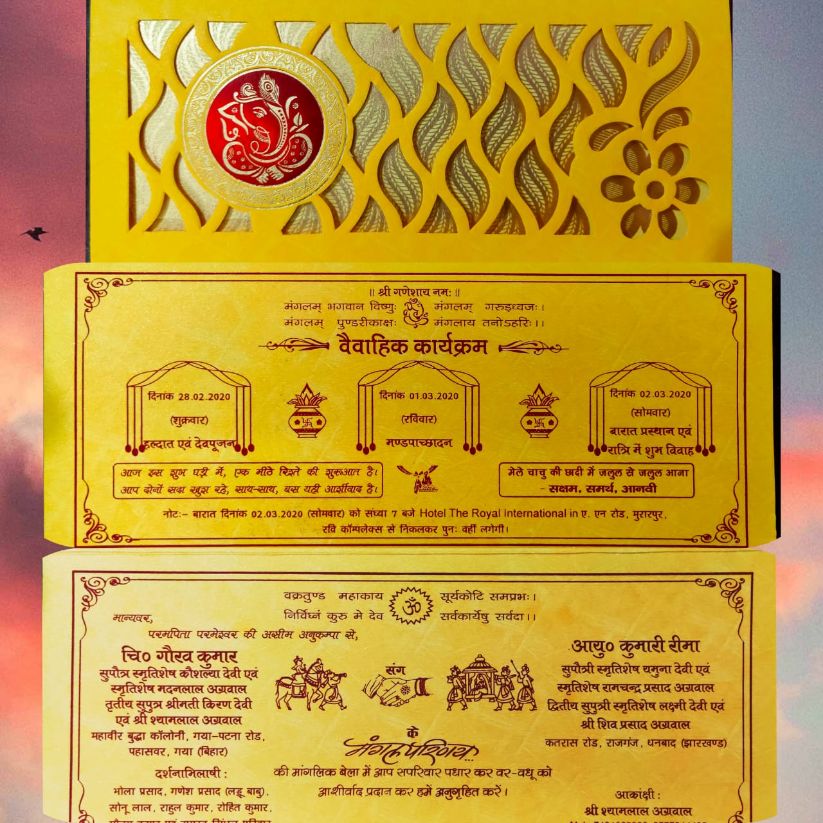 ।। श्री गणेशाय नमः ।।
मंगलम् भगवान विष्णुः मंगलम् गरुड़ध्वजः।
मंगलम् पुण्डरीकाक्षः मंगलाय तनोऽहरिः।।
वैवाहिक कार्यक्रम
दिनांक 28.02.2020
(शुक्रवार)
हल्दात एवं देवपूजन
दिनांक 01.03.2020
(रविवार)
मण्डपाच्छादन
दिनांक 02.03.2020
(सोमवार)
बारात प्रस्थान एवं
रात्रि में शुभ विवाह
आज इस शुभ घड़ी में, एक मीठे रिश्ते की शुरूआत है।
आप दोनों सदा खुश रहे, साथ-साथ, बस यही आशीर्वाद है।
मेले चाचु की छादी में जलुल से जलुल आना
- सक्षम, समर्थ, आनवी
नोट:- बारात दिनांक 02.03.2020 (सोमवार) को संध्या 7 बजे Hotel The Royal International in ए. एन रोड, मुरारपुर,
रवि कॉम्पलेक्स से निकलकर पुनः वहीं लगेगी।
वक्रतुण्ड महाकाय ॐ सूर्यकोटि समप्रभः।
निर्विघ्नं कुरु मे देव सर्वकार्येषु सर्वदा।।
मान्यवर,
परमपिता परमेश्वर की असीम अनुकम्पा से,
चि० गौरव कुमार
सुपौत्र स्मृतिशेष कौशल्या देवी एवं
स्मृतिशेष मदनलाल अग्रवाल
तृतीय सुपुत्र श्रीमती किरण देवी
एवं श्री श्यामलाल अग्रवाल
महावीर बुद्धा कॉलोनी, गया-पटना रोड,
पहासवर, गया (बिहार)
संग
आयु० कुमारी रीमा
सुपौत्री स्मृतिशेष यमुना देवी एवं
स्मृतिशेष रामचन्द्र प्रसाद अग्रवाल
द्वितीय सुपुत्री स्मृतिशेष लक्ष्मी देवी एवं
श्री शिव प्रसाद अग्रवाल
कतरास रोड, राजगंज, धनबाद (झारखण्ड)
के
मंगल परिणय...
की मांगलिक बेला में आप सपरिवार पधार कर वर-वधू को
आशीर्वाद प्रदान कर हमें अनुगृहित करें।
दर्शनाभिलाषी :
भोला प्रसाद, गणेश प्रसाद (लड्डू बाबु),
सोनू लाल, राहुल कुमार, रोहित कुमार,
आकांक्षी :
श्री श्यामलाल अग्रवाल